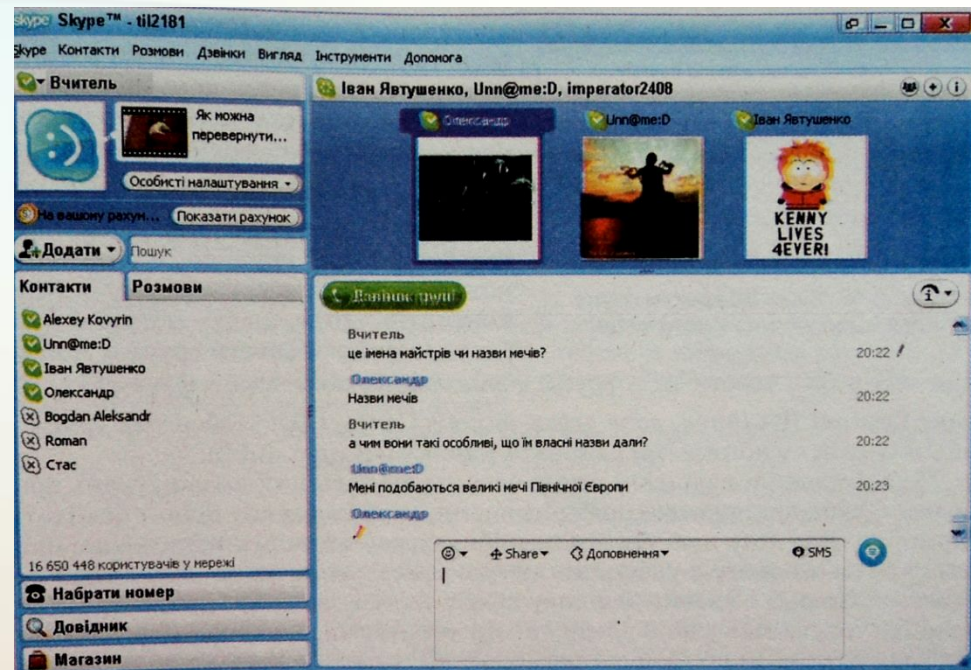 Skype™ - til2181
Skype Контакти Розмови Дзвінки Вигляд Інструменти Допомога
Вчитель
Як можна
перевернути...
Особисті налаштування
На вашому рахун... Показати рахунок
Додати Пошук
Контакти Розмови
Alexey Kovyrin
Unn@me:D
Іван Явтушенко
Олександр
Bogdan Aleksandr
Roman
Стас
16 650 448 користувачів у мережі
Набрати номер
Довідник
Магазин
Іван Явтушенко, Unn@me:D, imperator2408
Олександр Unn@me:D Іван Явтушенко
KENNY
LIVES
4EVER!
Дзвінок групі
Вчитель
це імена майстрів чи назви мечів? 20:22
Олександр
Назви мечів 20:22
Вчитель
а чим вони такі особливі, що їм власні назви дали? 20:22
Unn@me:D
Мені подобаються великі мечі Північної Європи 20:23
Олександр
Share Доповнення SMS